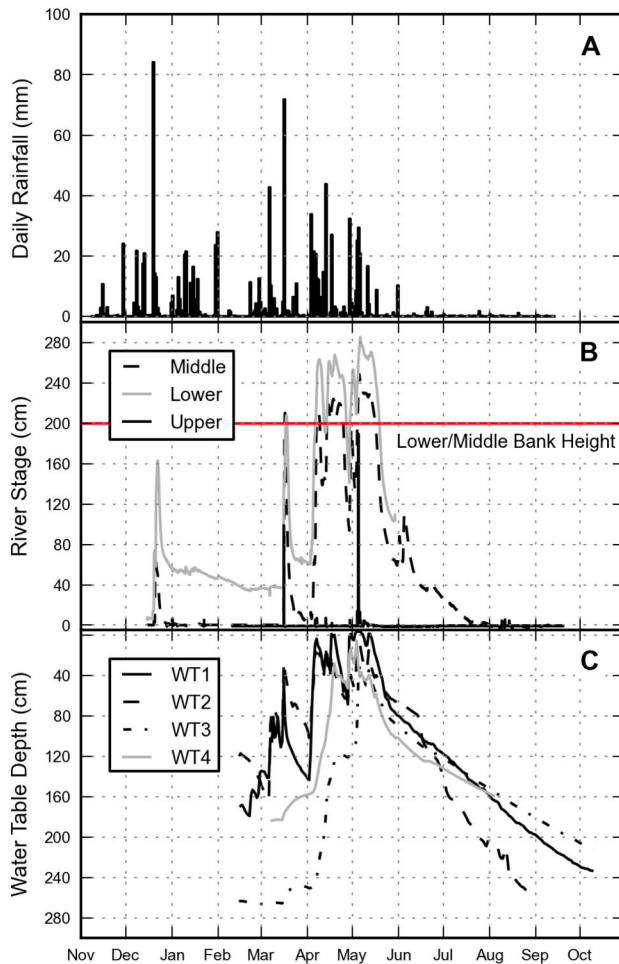 100
80
60
40
20
0
Daily Rainfall (mm)
A
280
240
200
160
120
80
40
0
River Stage (cm)
B
Middle
Lower
Upper
Lower/Middle Bank Height
40
80
120
160
200
240
280
Water Table Depth (cm)
C
WT1
WT2
WT3
WT4
Nov Dec Jan Feb Mar Apr May Jun Jul Aug Sep Oct